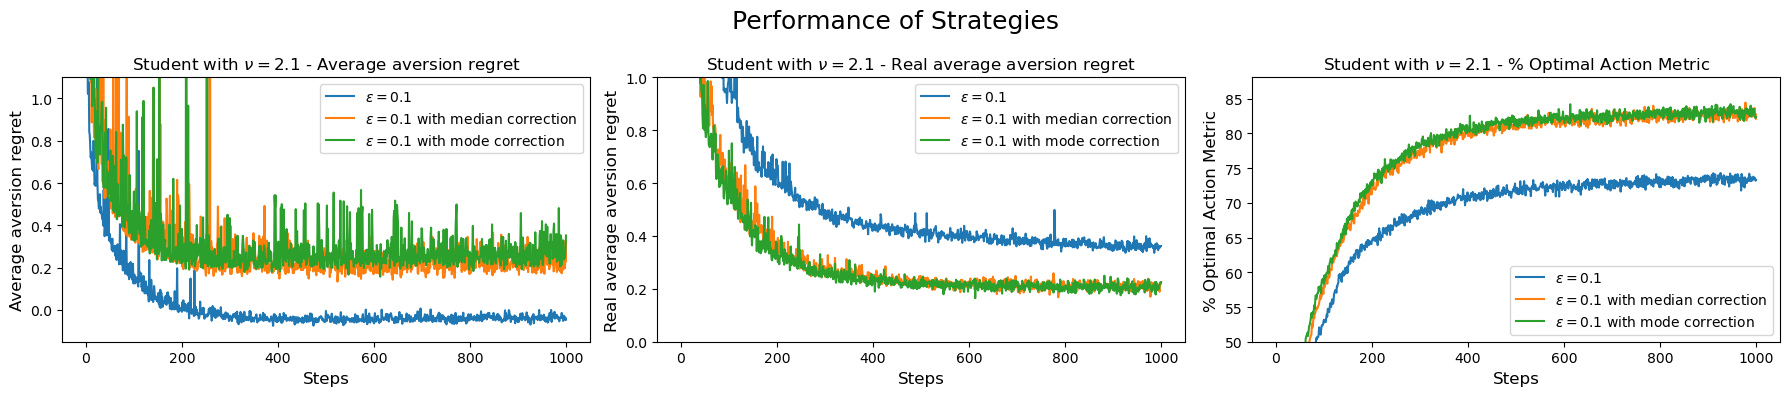 Performance of Strategies
Student with ν = 2.1 - Average aversion regret
Average aversion regret
1.0
0.8
0.6
0.4
0.2
0.0
ε = 0.1
ε = 0.1 with median correction
ε = 0.1 with mode correction
0 200 400 600 800 1000
Steps
Student with ν = 2.1 - Real average aversion regret
Real average aversion regret
1.0
0.8
0.6
0.4
0.2
0.0
ε = 0.1
ε = 0.1 with median correction
ε = 0.1 with mode correction
0 200 400 600 800 1000
Steps
Student with ν = 2.1 - % Optimal Action Metric
% Optimal Action Metric
85
80
75
70
65
60
55
50
ε = 0.1
ε = 0.1 with median correction
ε = 0.1 with mode correction
0 200 400 600 800 1000
Steps